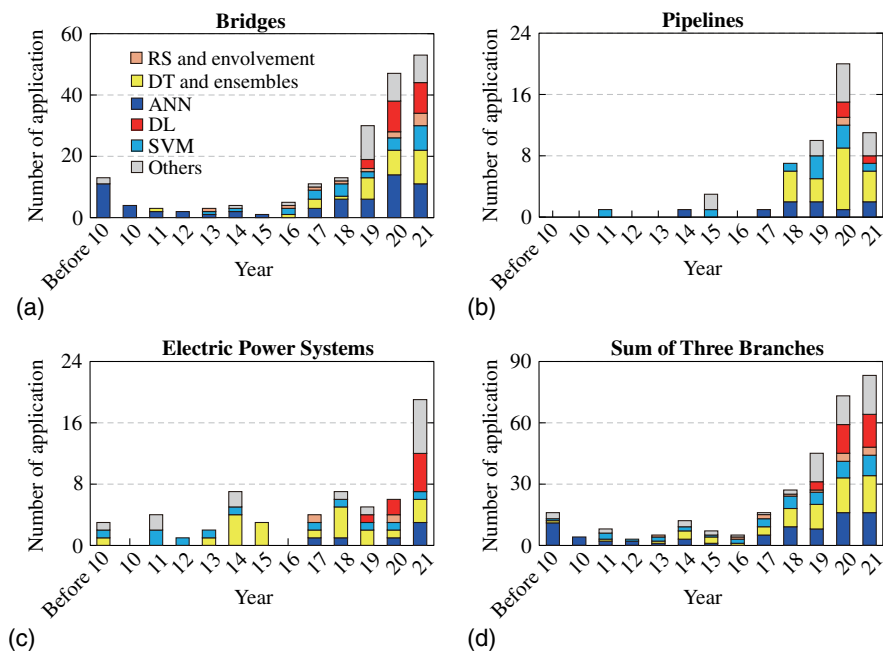 Bridges
Number of application
60
40
20
0
RS and envolvement
DT and ensembles
ANN
DL
SVM
Others
Before 10
10
11
12
13
14
15
16
17
18
19
20
21
Year
(a)
Pipelines
Number of application
24
16
8
0
Before 10
10
11
12
13
14
15
16
17
18
19
20
21
Year
(b)
Electric Power Systems
Number of application
24
16
8
0
Before 10
10
11
12
13
14
15
16
17
18
19
20
21
Year
(c)
Sum of Three Branches
Number of application
90
60
30
0
Before 10
10
11
12
13
14
15
16
17
18
19
20
21
Year
(d)